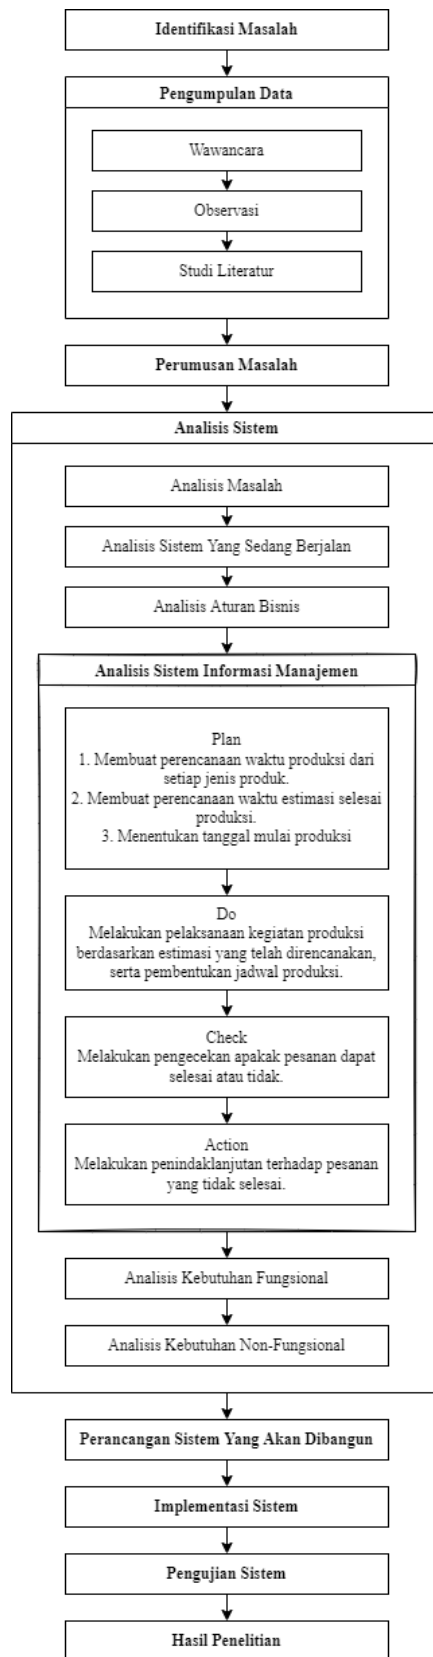 Identifikasi Masalah
Pengumpulan Data
Wawancara
Observasi
Studi Literatur
Perumusan Masalah
Analisis Sistem
Analisis Masalah
Analisis Sistem Yang Sedang Berjalan
Analisis Aturan Bisnis
Analisis Sistem Informasi Manajemen
Plan
1. Membuat perencanaan waktu produksi dari
setiap jenis produk.
2. Membuat perencanaan waktu estimasi selesai
produksi.
3. Menentukan tanggal mulai produksi
Do
Melakukan pelaksanaan kegiatan produksi
berdasarkan estimasi yang telah direncanakan,
serta pembentukan jadwal produksi.
Check
Melakukan pengecekan apakak pesanan dapat
selesai atau tidak.
Action
Melakukan penindaklanjutan terhadap pesanan
yang tidak selesai.
Analisis Kebutuhan Fungsional
Analisis Kebutuhan Non-Fungsional
Perancangan Sistem Yang Akan Dibangun
Implementasi Sistem
Pengujian Sistem
Hasil Penelitian